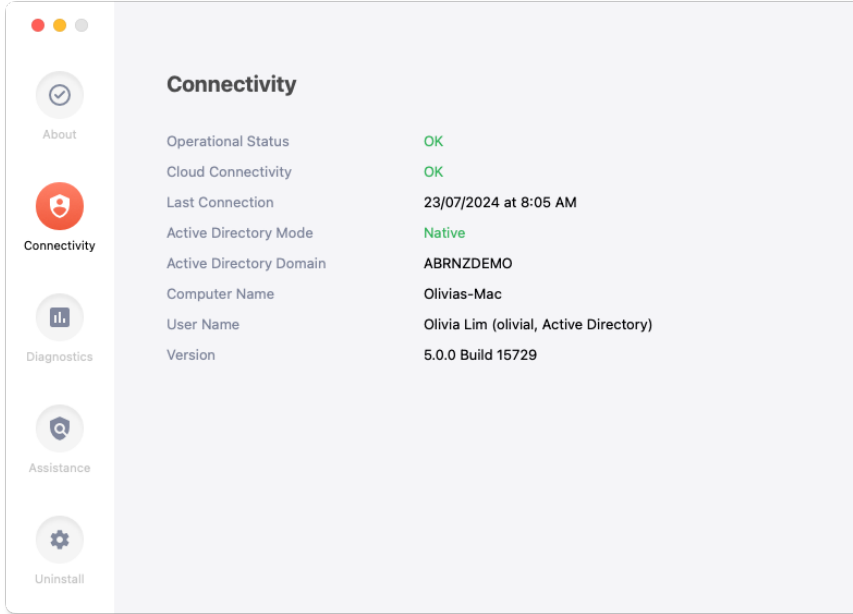 Connectivity
About
Operational Status OK
Cloud Connectivity OK
Last Connection 23/07/2024 at 8:05 AM
Connectivity
Active Directory Mode Native
Active Directory Domain ABRNZDEMO
Computer Name Olivias-Mac
User Name Olivia Lim (olivial, Active Directory)
Version 5.0.0 Build 15729
Diagnostics
Assistance
Uninstall